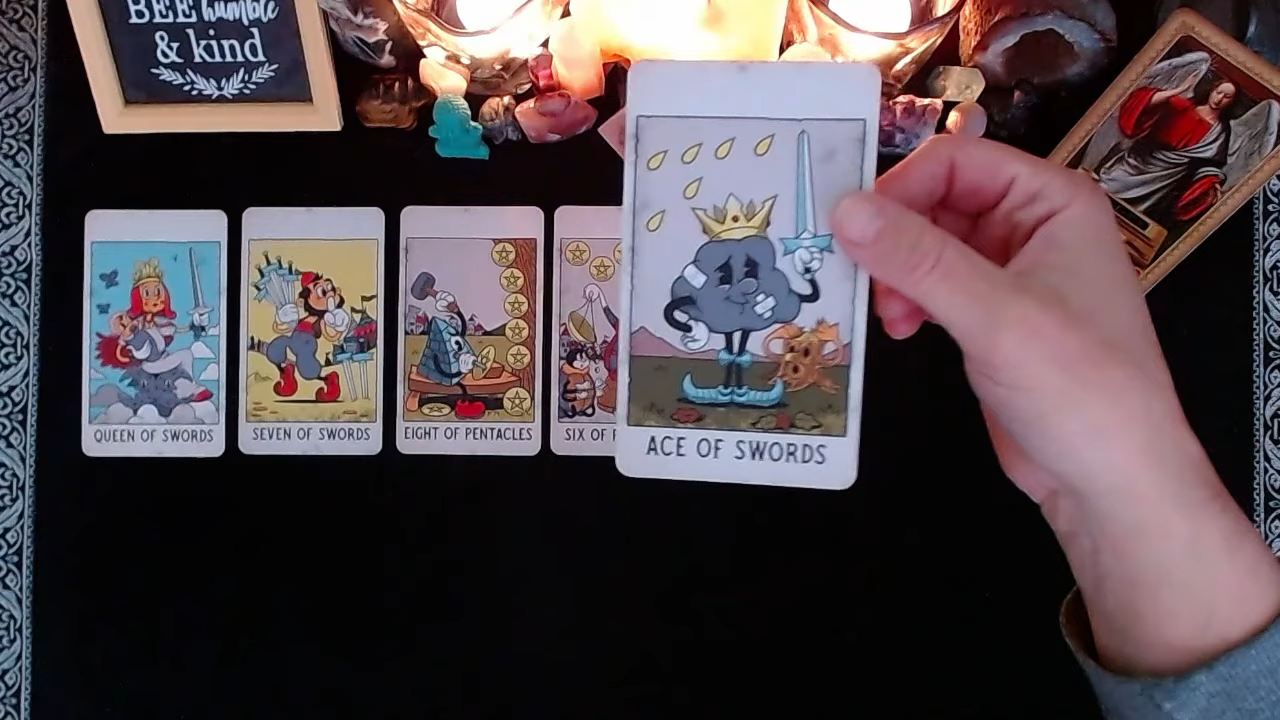 BEE humble
& kind
QUEEN OF SWORDS
SEVEN OF SWORDS
EIGHT OF PENTACLES
SIX OF
ACE OF SWORDS